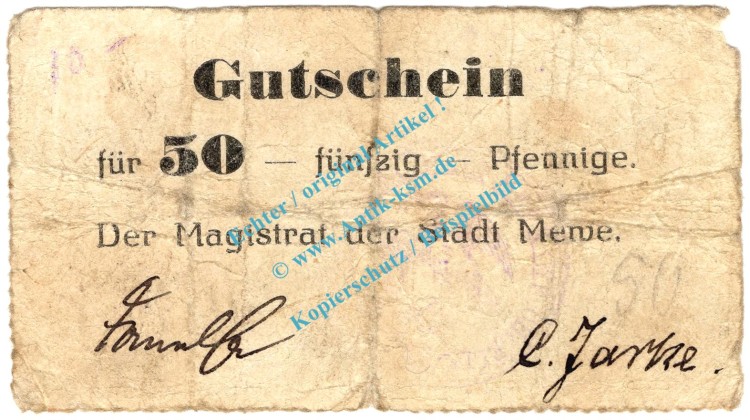 Gutschein
für 50 — fünfzig — Pfennige.
Der Magistrat der Stadt Mewe.
C. Jarke.
50
Echter / original Artikel !
© www.Antik-ksm.de
Kopierschutz / Beispielbild